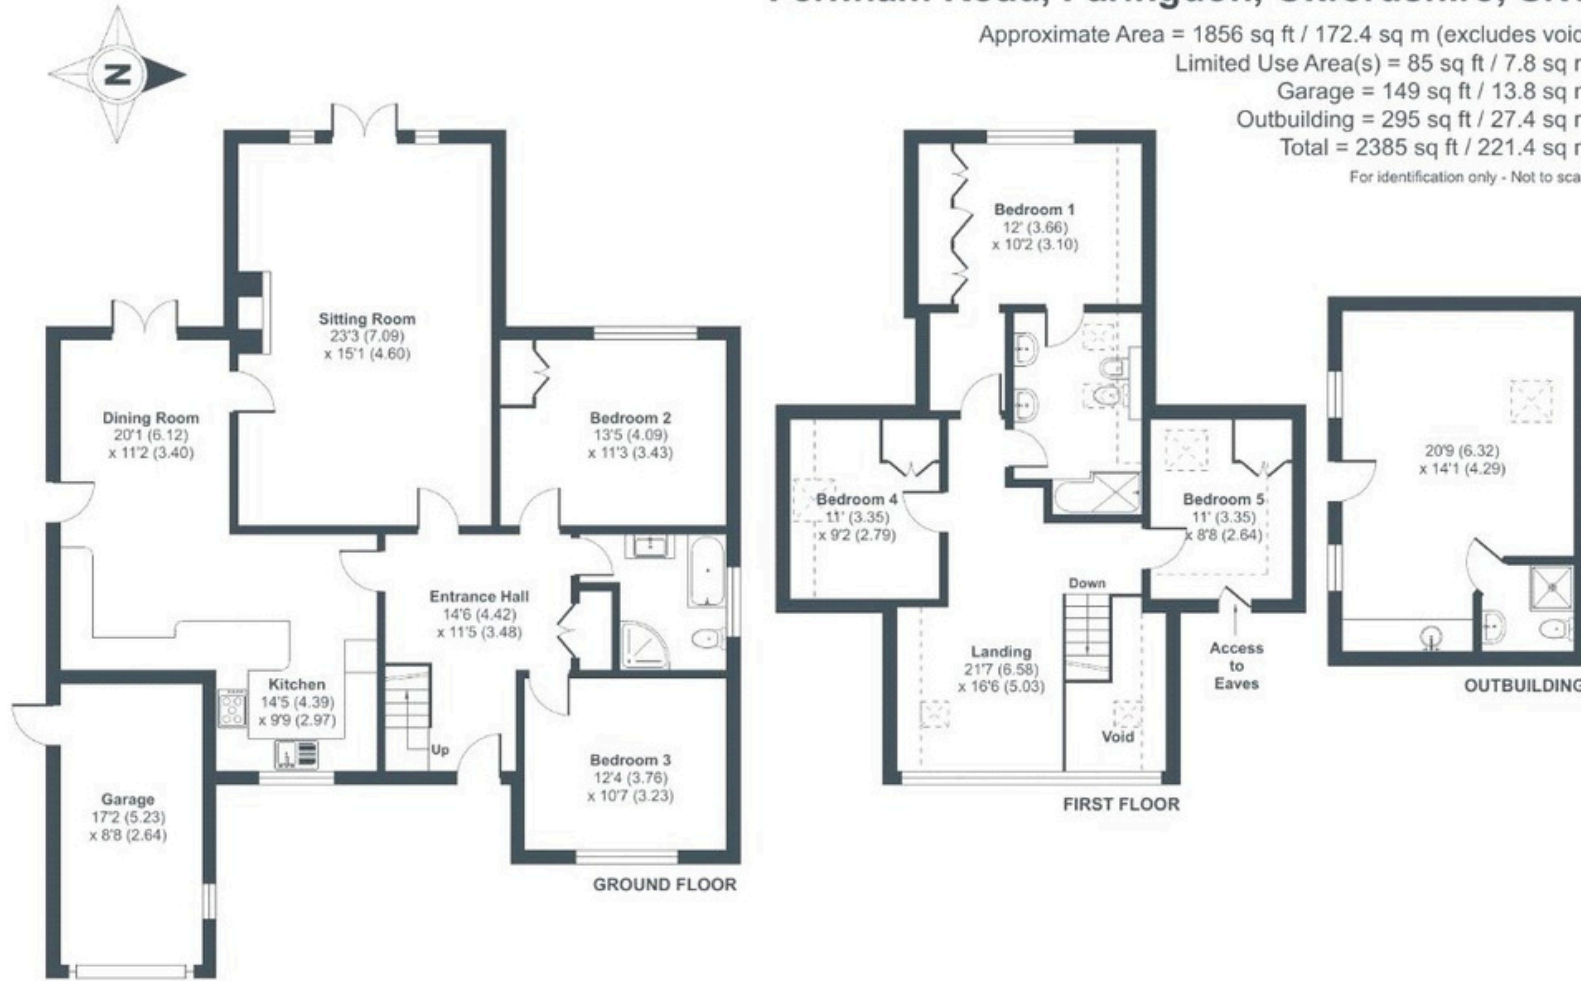 Approximate Area = 1856 sq ft / 172.4 sq m (excludes void
Limited Use Area(s) = 85 sq ft / 7.8 sq m
Garage = 149 sq ft / 13.8 sq m
Outbuilding = 295 sq ft / 27.4 sq m
Total = 2385 sq ft / 221.4 sq m
For identification only - Not to sca
N
Sitting Room
23'3 (7.09)
x 15'1 (4.60)
Dining Room
20'1 (6.12)
x 11'2 (3.40)
Bedroom 2
13'5 (4.09)
x 11'3 (3.43)
Entrance Hall
14'6 (4.42)
x 11'5 (3.48)
Kitchen
14'5 (4.39)
x 9'9 (2.97)
Up
Bedroom 3
12'4 (3.76)
x 10'7 (3.23)
Garage
17'2 (5.23)
x 8'8 (2.64)
GROUND FLOOR
Bedroom 1
12' (3.66)
x 10'2 (3.10)
Bedroom 4
11' (3.35)
x 9'2 (2.79)
Bedroom 5
11' (3.35)
x 8'8 (2.64)
Down
Landing
21'7 (6.58)
x 16'6 (5.03)
Access
to
Eaves
Void
FIRST FLOOR
20'9 (6.32)
x 14'1 (4.29)
OUTBUILDING